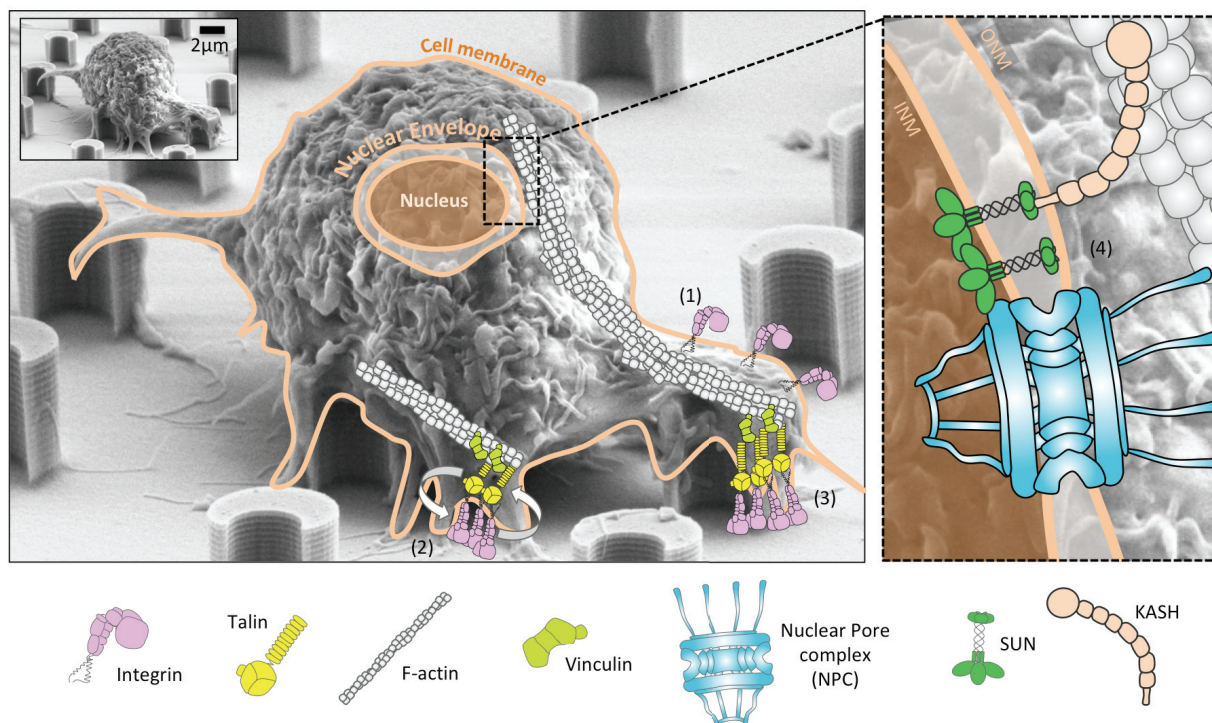 2μm
Cell membrane
Nuclear Envelope
Nucleus
(1)
(2)
(3)
ONM
INM
(4)
Integrin
Talin
F-actin
Vinculin
Nuclear Pore
complex
(NPC)
SUN
KASH